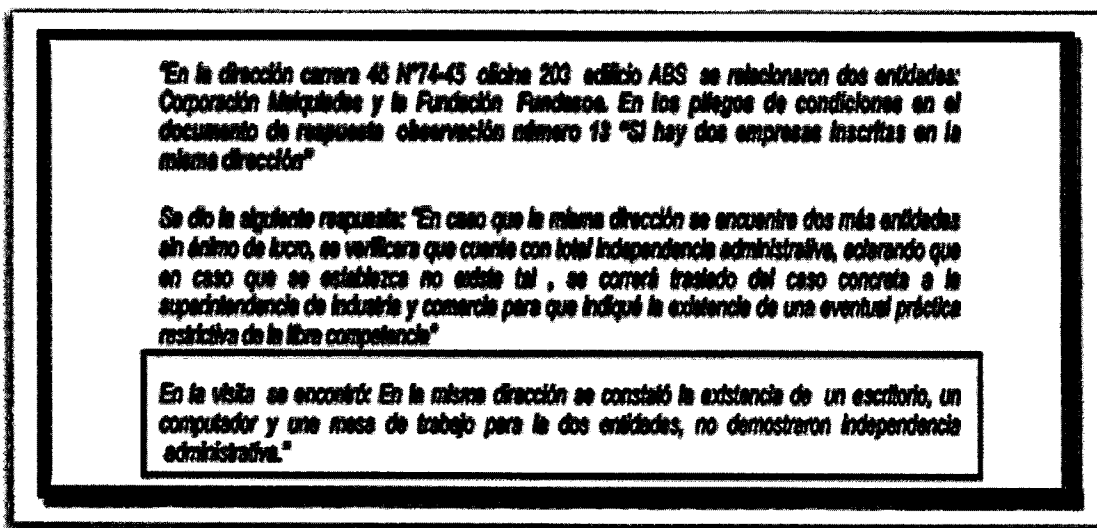 "En la dirección carrera 46 N°74-45 oficina 203 edificio ABS se relacionaron dos entidades:
Corporación Melquiades y la Fundación Fundesos. En los pliegos de condiciones en el
documento de respuesta observación número 13 "Si hay dos empresas inscritas en la
misma dirección"
Se dio la siguiente respuesta: "En caso que la misma dirección se encuentre dos más entidades
sin ánimo de lucro, se verificara que cuente con total independencia administrativa, aclarando que
en caso que se establezca no existe tal , se correrá traslado del caso concreta a la
superintendencia de industria y comercio para que indiqué la existencia de una eventual práctica
restrictiva de la libre competencia"
En la visita se encontró: En la misma dirección se constató la existencia de un escritorio, un
computador y una mesa de trabajo para la dos entidades, no demostraron independencia
administrativa."